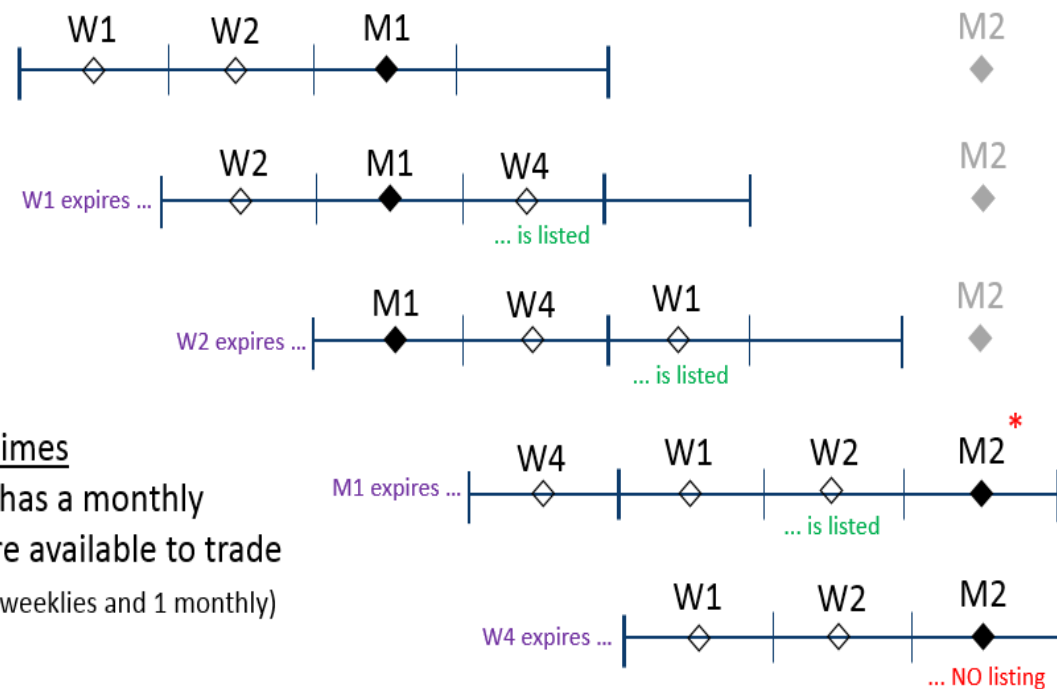 W1 W2 M1 M2
W2 M1 W4 M2
W1 expires ...
... is listed
M1 W4 W1 M2
W2 expires ...
... is listed
*
imes
W4 W1 W2 M2
M1 expires ...
has a monthly
... is listed
re available to trade
weeklies and 1 monthly)
W1 W2 M2
W4 expires ...
... NO listing